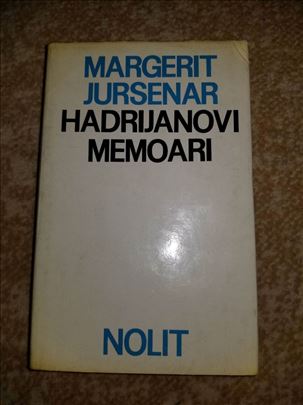 MARGERIT
JURSENAR
HADRIJANOVI
MEMOARI
NOLIT